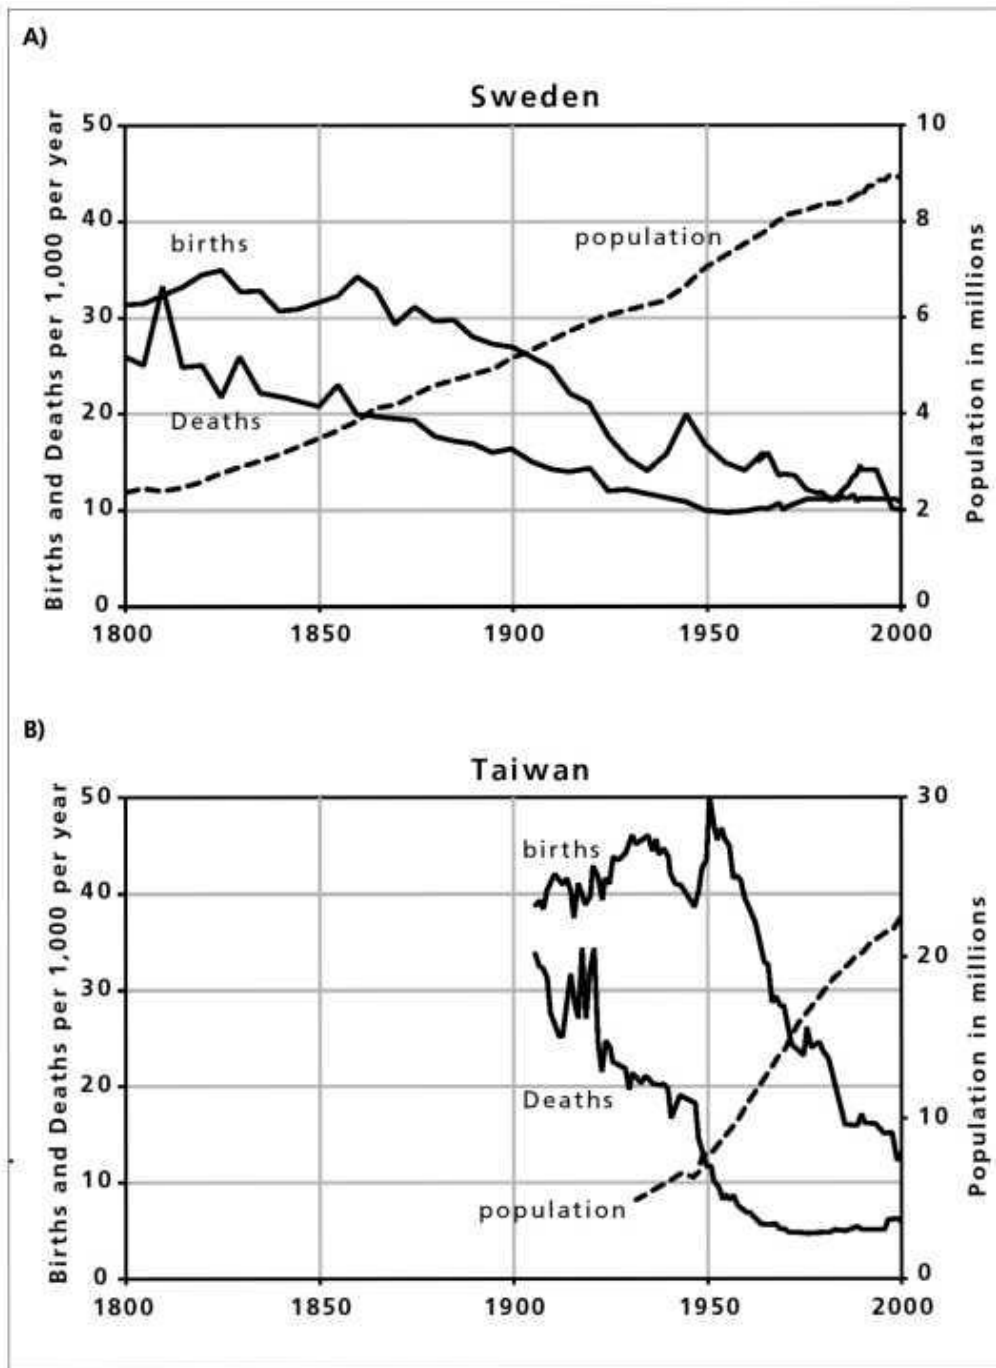 A)
Sweden
Births and Deaths per 1,000 per year
50
40
30
20
10
0
births
Deaths
population
10
8
6
4
2
0
Population in millions
1800
1850
1900
1950
2000
B)
Taiwan
Births and Deaths per 1,000 per year
50
40
30
20
10
0
births
Deaths
population
30
20
10
0
Population in millions
1800
1850
1900
1950
2000